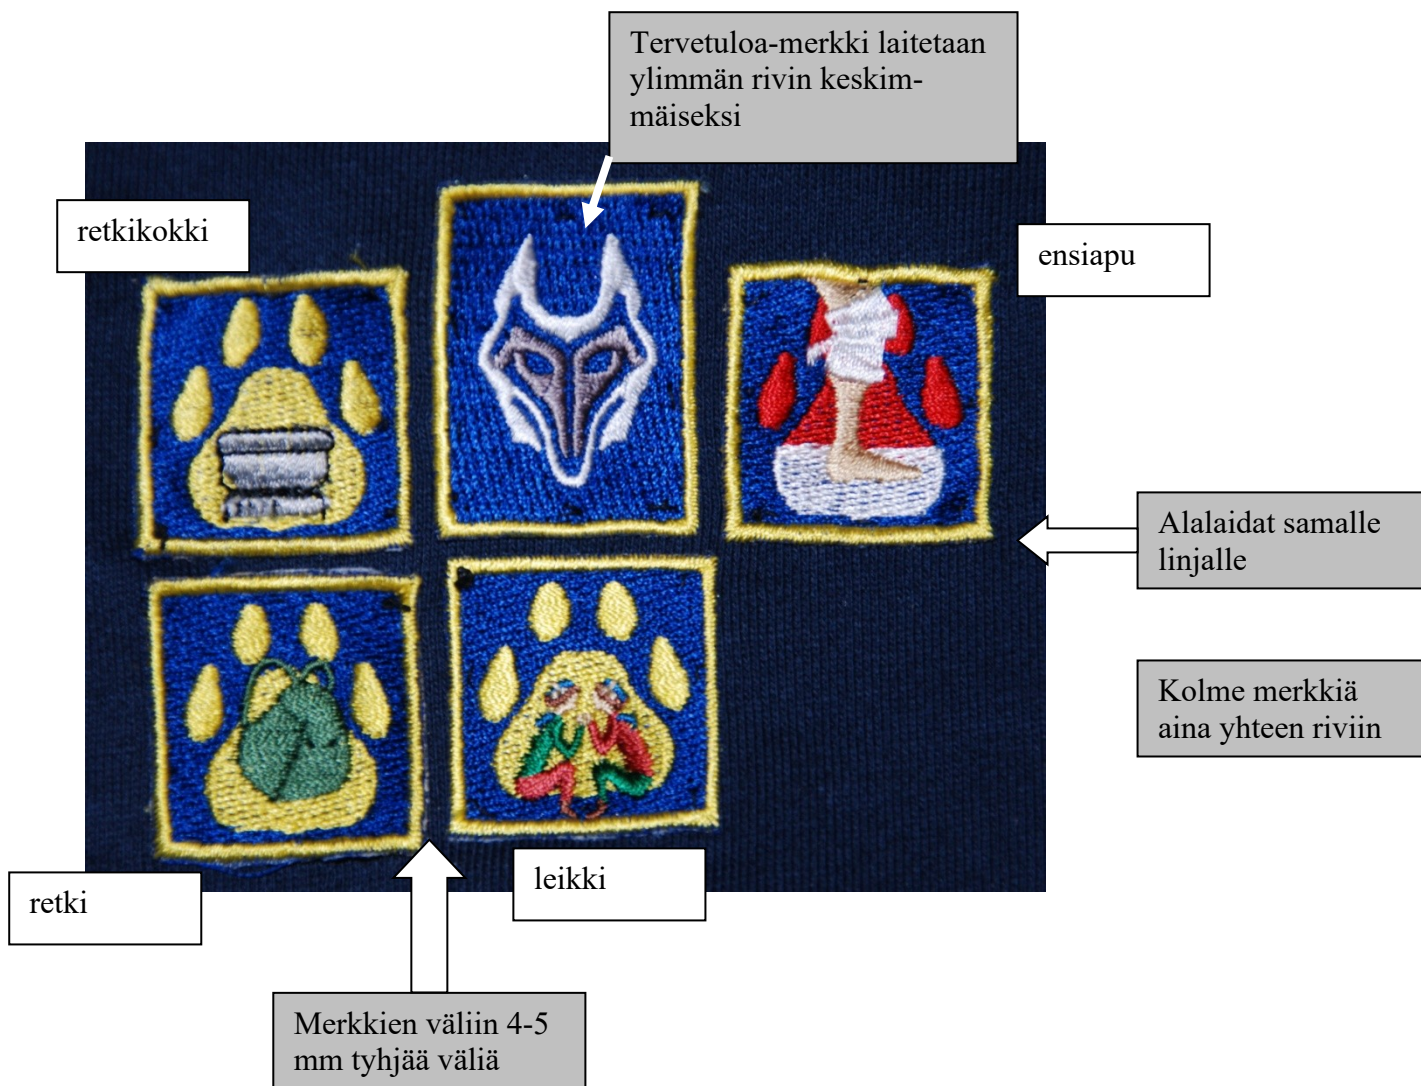 Tervetuloa-merkki laitetaan
ylimmän rivin keskim-
mäiseksi
retkikokki
ensiapu
Alalaidat samalle
linjalle
Kolme merkkiä
aina yhteen riviin
leikki
retki
Merkkien väliin 4-5
mm tyhjää väliä